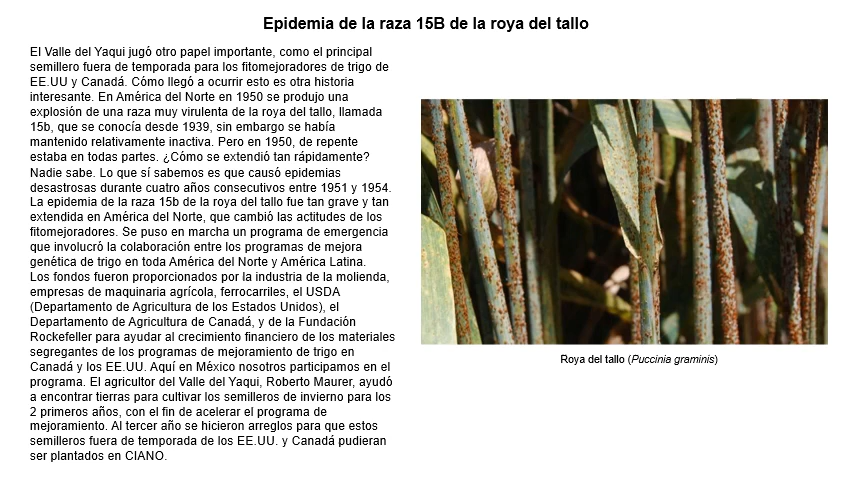 Epidemia de la raza 15B de la roya del tallo
El Valle del Yaqui jugó otro papel importante, como el principal
semillero fuera de temporada para los fitomejoradores de trigo de
EE.UU y Canadá. Cómo llegó a ocurrir esto es otra historia
interesante. En América del Norte en 1950 se produjo una
explosión de una raza muy virulenta de la roya del tallo, llamada
15b, que se conocía desde 1939, sin embargo se había
mantenido relativamente inactiva. Pero en 1950, de repente
estaba en todas partes. ¿Cómo se extendió tan rápidamente?
Nadie sabe. Lo que sí sabemos es que causó epidemias
desastrosas durante cuatro años consecutivos entre 1951 y 1954.
La epidemia de la raza 15b de la roya del tallo fue tan grave y tan
extendida en América del Norte, que cambió las actitudes de los
fitomejoradores. Se puso en marcha un programa de emergencia
que involucró la colaboración entre los programas de mejora
genética de trigo en toda América del Norte y América Latina.
Los fondos fueron proporcionados por la industria de la molienda,
empresas de maquinaria agrícola, ferrocarriles, el USDA
(Departamento de Agricultura de los Estados Unidos), el
Departamento de Agricultura de Canadá, y de la Fundación
Rockefeller para ayudar al crecimiento financiero de los materiales
segregantes de los programas de mejoramiento de trigo en
Canadá y los EE.UU. Aquí en México nosotros participamos en el
programa. El agricultor del Valle del Yaqui, Roberto Maurer, ayudó
a encontrar tierras para cultivar los semilleros de invierno para los
2 primeros años, con el fin de acelerar el programa de
mejoramiento. Al tercer año se hicieron arreglos para que estos
semilleros fuera de temporada de los EE.UU. y Canadá pudieran
ser plantados en CIANO.
Roya del tallo (Puccinia graminis)